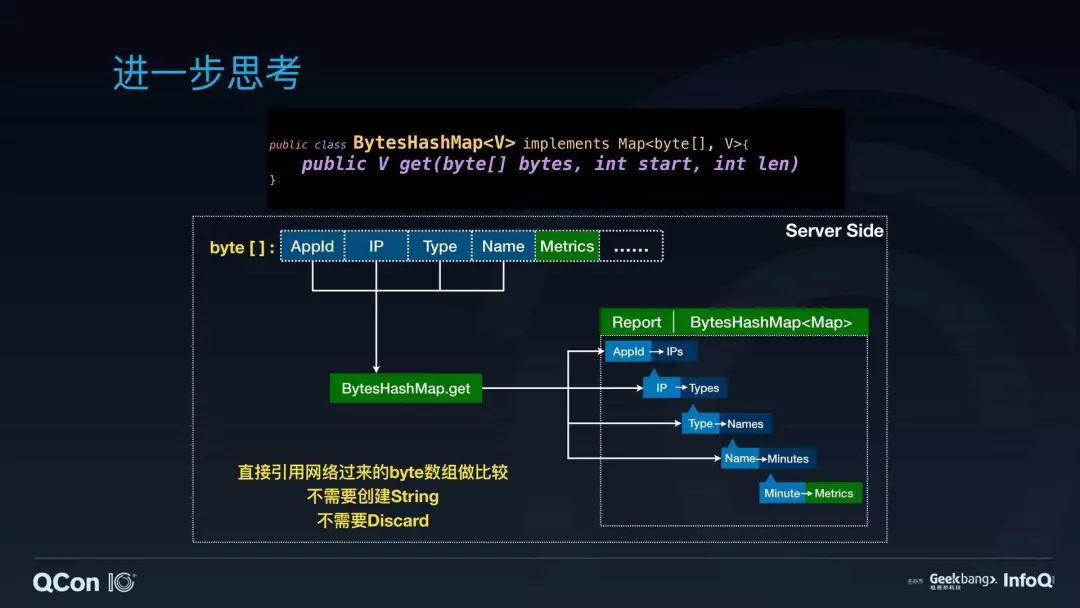 进一步思考
public class BytesHashMap<V> implements Map<byte[], V>{
public V get(byte[] bytes, int start, int len)
}
Server Side
byte [ ] : AppId IP Type Name Metrics ......
Report BytesHashMap<Map>
AppId IPs
BytesHashMap.get
IP Types
Type Names
Name Minutes
Minute Metrics
直接引用网络过来的byte数组做比较
不需要创建String
不需要Discard
QCon 10
主办方 Geekbang>. 极客邦科技 InfoQ